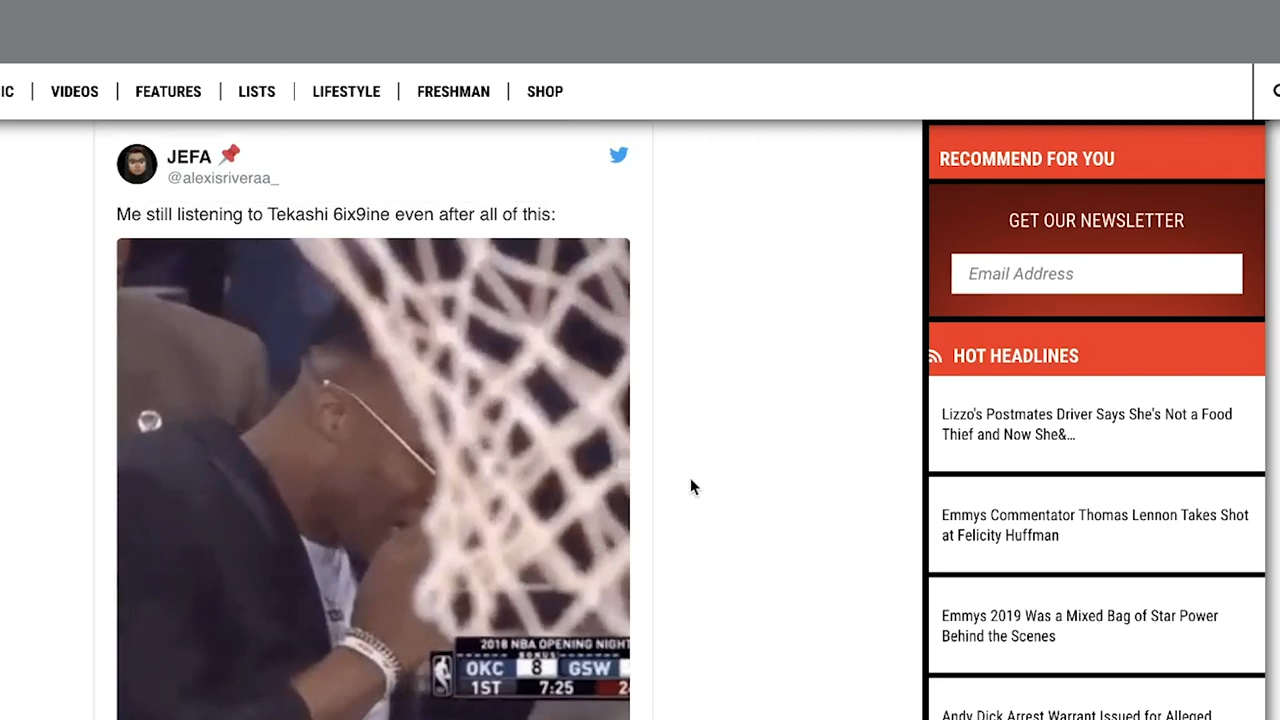 IC
VIDEOS
FEATURES
LISTS
LIFESTYLE
FRESHMAN
SHOP
JEFA
@alexisriveraa_
Me still listening to Tekashi 6ix9ine even after all of this:
2018 NBA OPENING NIGHT
BONUS
OKC 8 GSW
1ST 7:25 2
RECOMMEND FOR YOU
GET OUR NEWSLETTER
Email Address
HOT HEADLINES
Lizzo's Postmates Driver Says She's Not a Food
Thief and Now She&...
Emmys Commentator Thomas Lennon Takes Shot
at Felicity Huffman
Emmys 2019 Was a Mixed Bag of Star Power
Behind the Scenes
Andy Dick Arrest Warrant Issued for Alleged